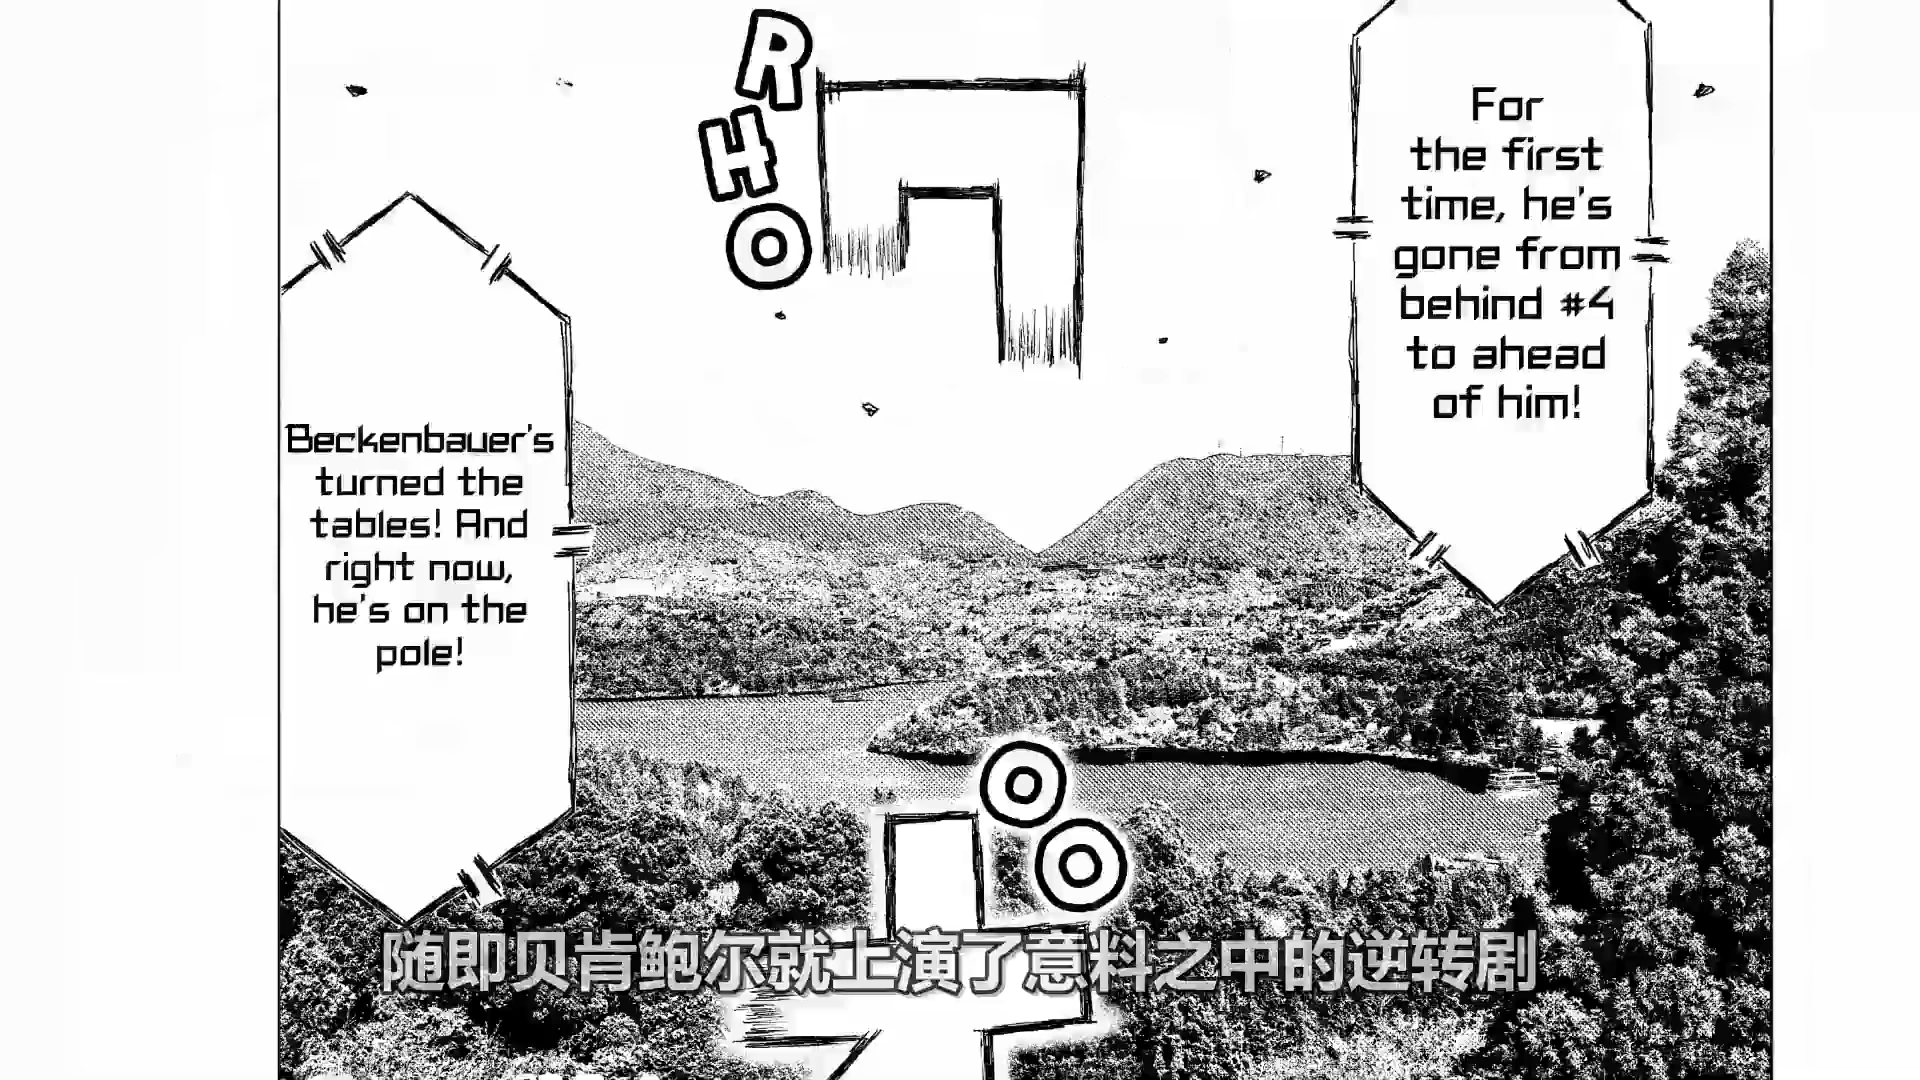 RHO
For
the first
time, he's
gone from
behind #4
to ahead
of him!
Beckenbauer's
turned the
tables! And
right now,
he's on the
pole!
OO
随即贝肯鲍尔就上演了意料之中的逆转剧